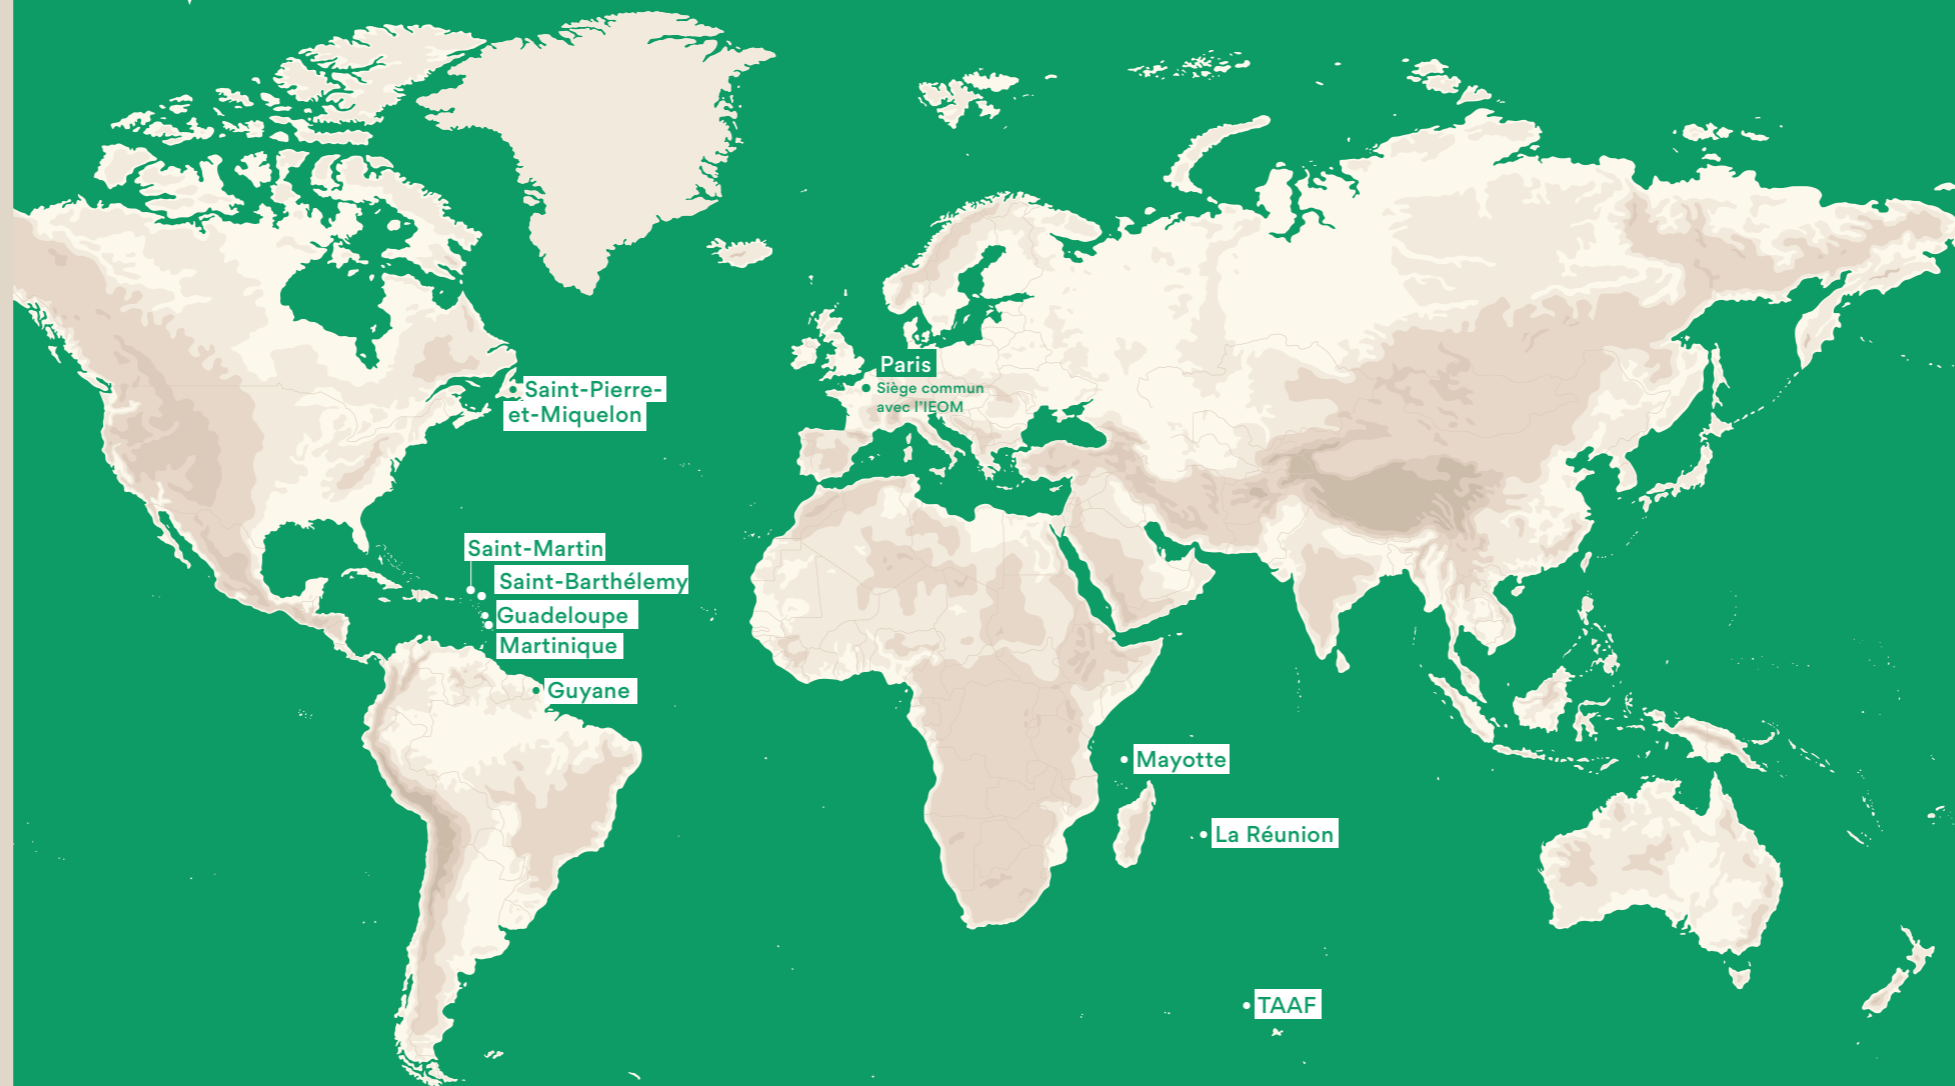 Paris
Siège commun
avec l'IEOM
Saint-Pierre-
et-Miquelon
Saint-Martin
Saint-Barthélemy
Guadeloupe
Martinique
Guyane
Mayotte
La Réunion
TAAF